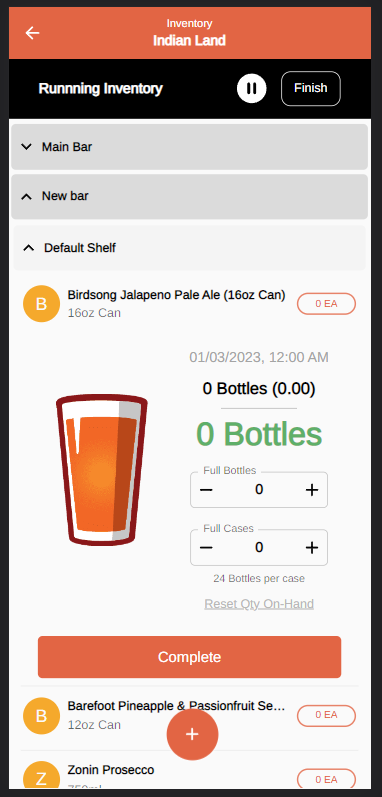 Inventory
Indian Land
Runnning Inventory
Finish
Main Bar
New bar
Default Shelf
B
Birdsong Jalapeno Pale Ale (16oz Can)
16oz Can
0 EA
01/03/2023, 12:00 AM
0 Bottles (0.00)
0 Bottles
Full Bottles
− 0 +
Full Cases
− 0 +
24 Bottles per case
Reset Qty On-Hand
Complete
B
Barefoot Pineapple & Passionfruit Se...
12oz Can
0 EA
+
Z
Zonin Prosecco
750ml
0 EA